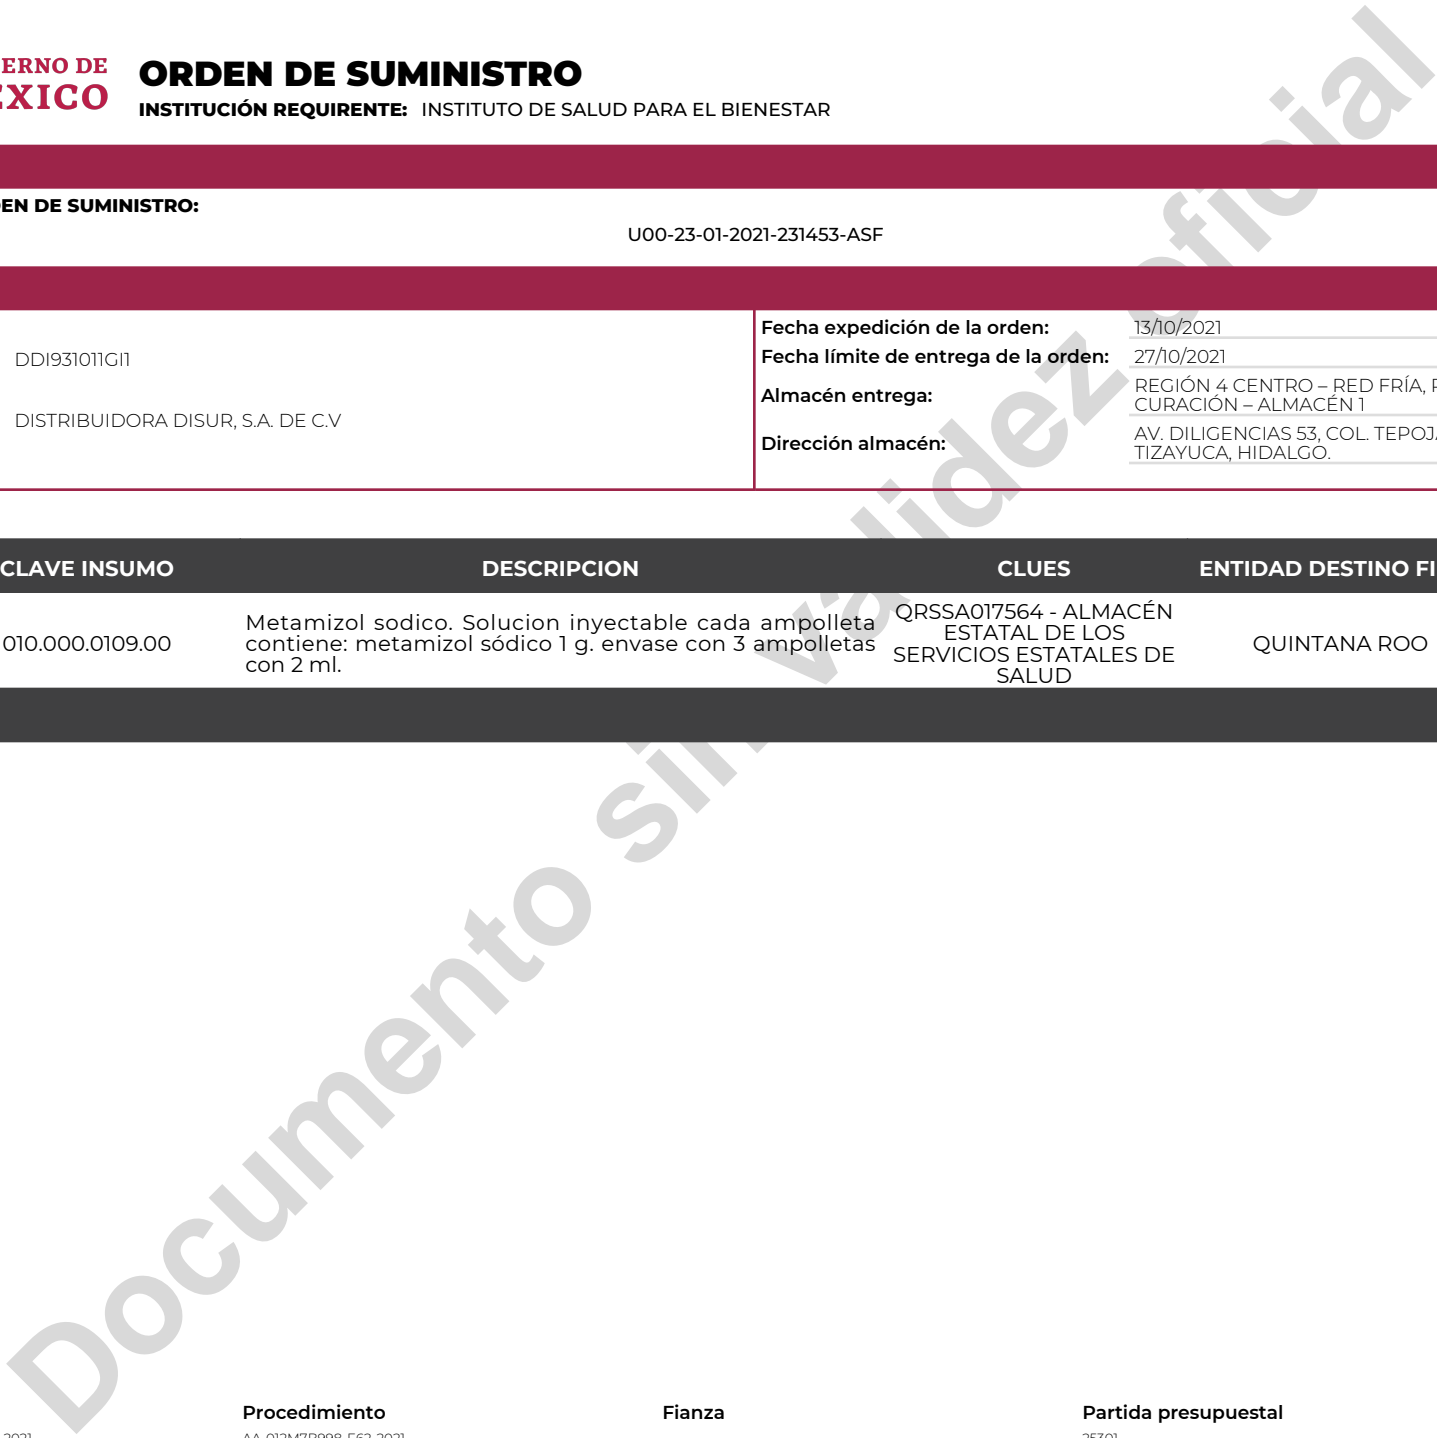 ERNO DE
EXICO
ORDEN DE SUMINISTRO
INSTITUCIÓN REQUIRENTE: INSTITUTO DE SALUD PARA EL BIENESTAR
EN DE SUMINISTRO:
U00-23-01-2021-231453-ASF
DDI931011GI1
DISTRIBUIDORA DISUR, S.A. DE C.V
Fecha expedición de la orden: 13/10/2021
Fecha límite de entrega de la orden: 27/10/2021
Almacén entrega: REGIÓN 4 CENTRO – RED FRÍA,
CURACIÓN – ALMACÉN 1
Dirección almacén: AV. DILIGENCIAS 53, COL. TEPOJ
TIZAYUCA, HIDALGO.
CLAVE INSUMO DESCRIPCION CLUES ENTIDAD DESTINO FI
010.000.0109.00
Metamizol sodico. Solucion inyectable cada ampolleta
contiene: metamizol sódico 1 g. envase con 3 ampolletas
con 2 ml.
QRSSA017564 - ALMACÉN
ESTATAL DE LOS
SERVICIOS ESTATALES DE
SALUD
QUINTANA ROO
Documento sin validez oficial
Procedimiento Fianza Partida presupuestal